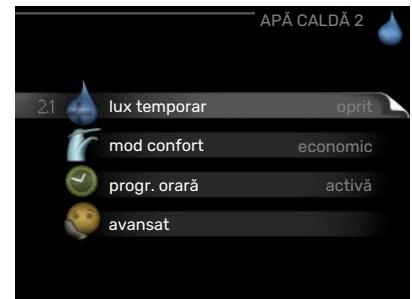 APĂ CALDĂ 2
2.1 lux temporar oprit
mod confort economic
progr. orară activă
avansat